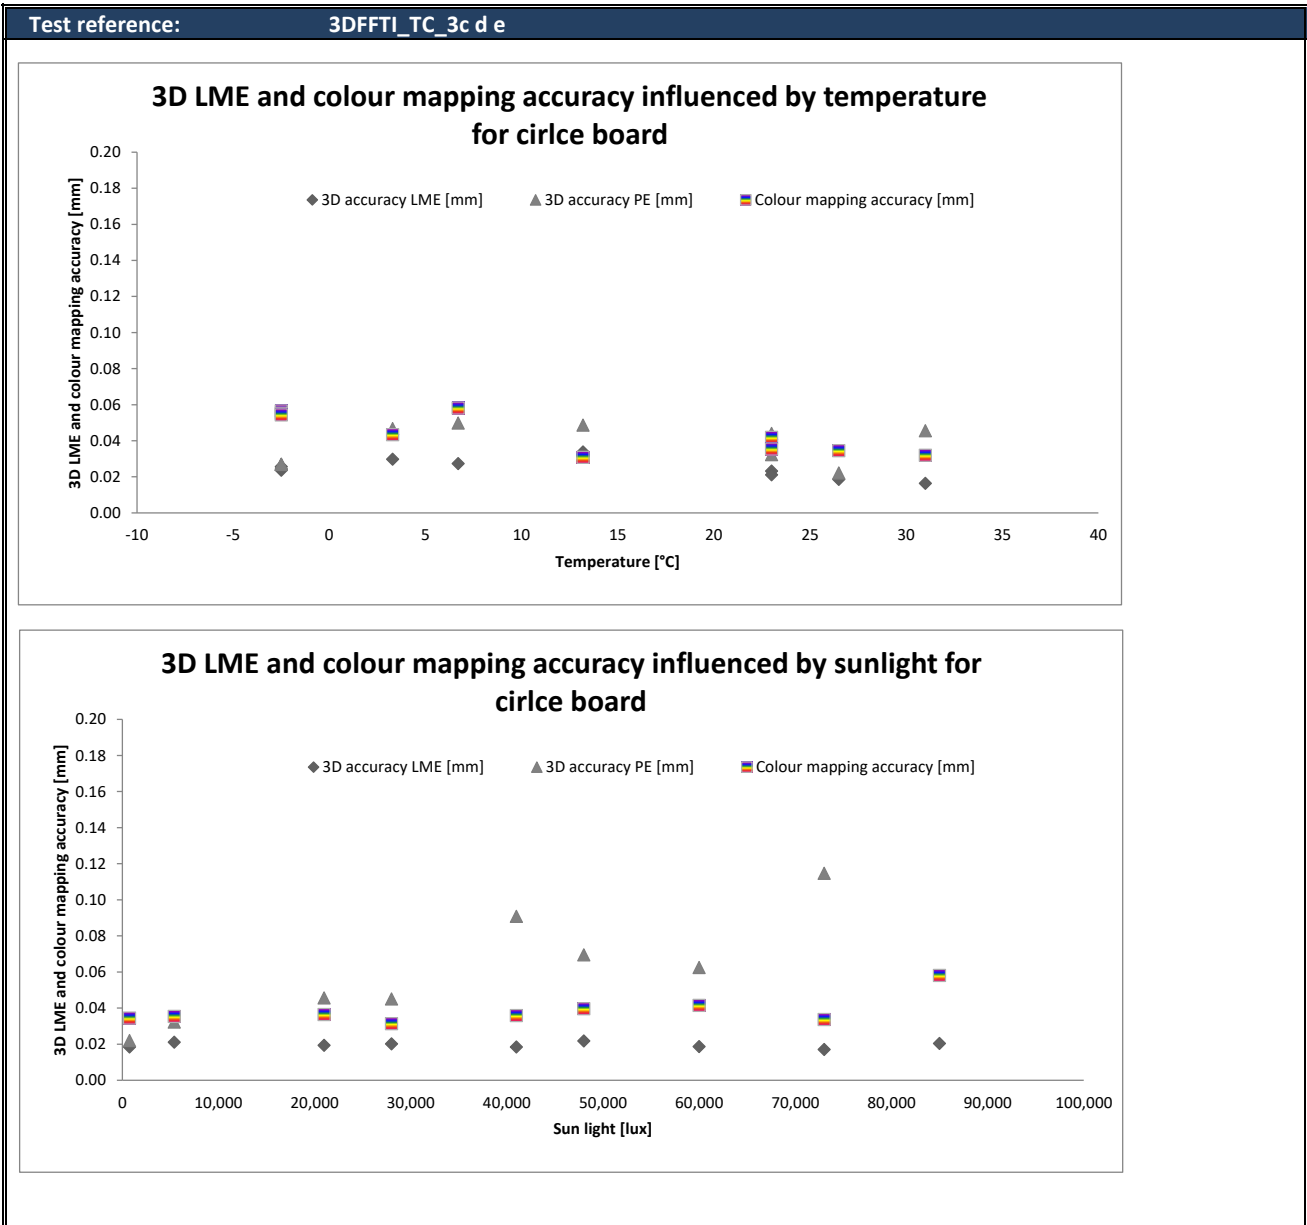 Test reference: 3DFFTI_TC_3c d e
3D LME and colour mapping accuracy influenced by temperature
for cirlce board
3D LME and colour mapping accuracy [mm]
0.20
0.18
0.16
0.14
0.12
0.10
0.08
0.06
0.04
0.02
0.00
3D accuracy LME [mm] 3D accuracy PE [mm] Colour mapping accuracy [mm]
-10 -5 0 5 10 15 20 25 30 35 40
Temperature [°C]
3D LME and colour mapping accuracy influenced by sunlight for
cirlce board
3D LME and colour mapping accuracy [mm]
0.20
0.18
0.16
0.14
0.12
0.10
0.08
0.06
0.04
0.02
0.00
3D accuracy LME [mm] 3D accuracy PE [mm] Colour mapping accuracy [mm]
0 10,000 20,000 30,000 40,000 50,000 60,000 70,000 80,000 90,000 100,000
Sun light [lux]